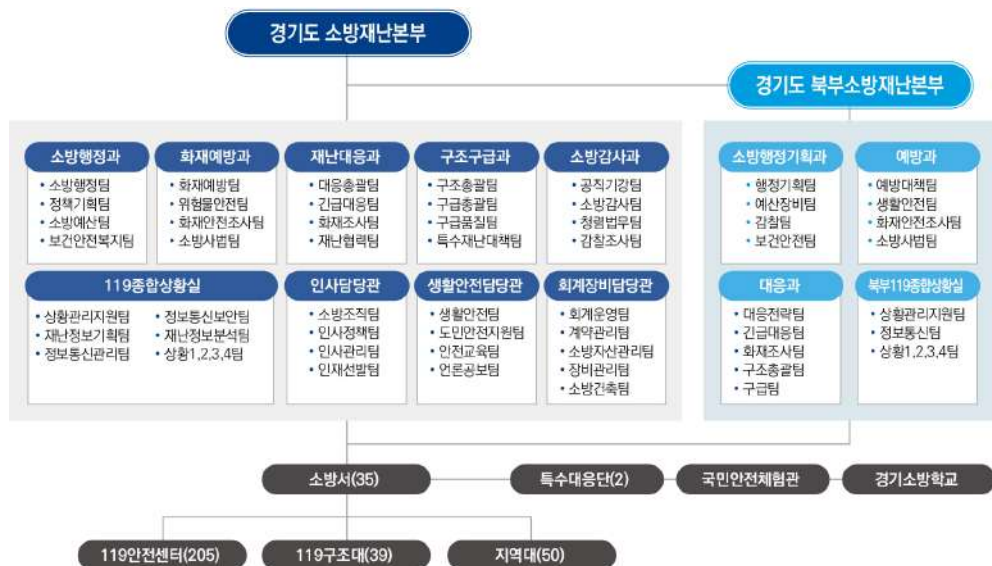 경기도 소방재난본부
경기도 북부소방재난본부
소방행정과
• 소방행정팀
• 정책기획팀
• 소방예산팀
• 보건안전복지팀
화재예방과
• 화재예방팀
• 위험물안전팀
• 화재안전조사팀
• 소방사법팀
재난대응과
• 대응총괄팀
• 긴급대응팀
• 화재조사팀
• 재난협력팀
구조구급과
• 구조총괄팀
• 구급총괄팀
• 구급품질팀
• 특수재난대책팀
소방감사과
• 공직기강팀
• 소방감사팀
• 청렴법무팀
• 감찰조사팀
소방행정기획과
• 행정기획팀
• 예산장비팀
• 감찰팀
• 보건안전팀
예방과
• 예방대책팀
• 생활안전팀
• 화재안전조사팀
• 소방사법팀
119종합상황실
• 상황관리지원팀
• 재난정보기획팀
• 정보통신관리팀
• 정보통신보안팀
• 재난정보분석팀
• 상황1,2,3,4팀
인사담당관
• 소방조직팀
• 인사정책팀
• 인사관리팀
• 인재선발팀
생활안전담당관
• 생활안전팀
• 도민안전지원팀
• 안전교육팀
• 언론공보팀
회계장비담당관
• 회계운영팀
• 계약관리팀
• 소방자산관리팀
• 장비관리팀
• 소방건축팀
대응과
• 대응전략팀
• 긴급대응팀
• 화재조사팀
• 구조총괄팀
• 구급팀
북부119종합상황실
• 상황관리지원팀
• 정보통신팀
• 상황1,2,3,4팀
소방서(35)
특수대응단(2)
국민안전체험관
경기소방학교
119안전센터(205)
119구조대(39)
지역대(50)